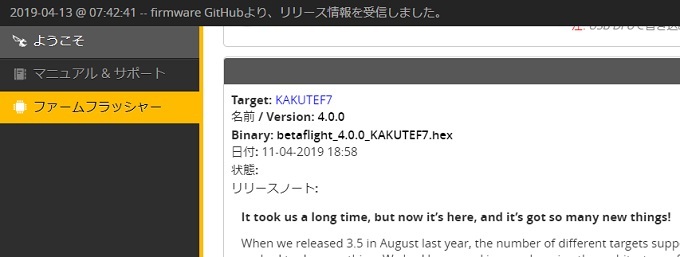 2019-04-13 @ 07:42:41 -- firmware GitHubより、リリース情報を受信しました。
ようこそ
マニュアル & サポート
ファームフラッシャー
Target: KAKUTEF7
名前 / Version: 4.0.0
Binary: betaflight_4.0.0_KAKUTEF7.hex
日付: 11-04-2019 18:58
状態:
リリースノート:
It took us a long time, but now it's here, and it's got so many new things!
When we released 3.5 in August last year, the number of different targets